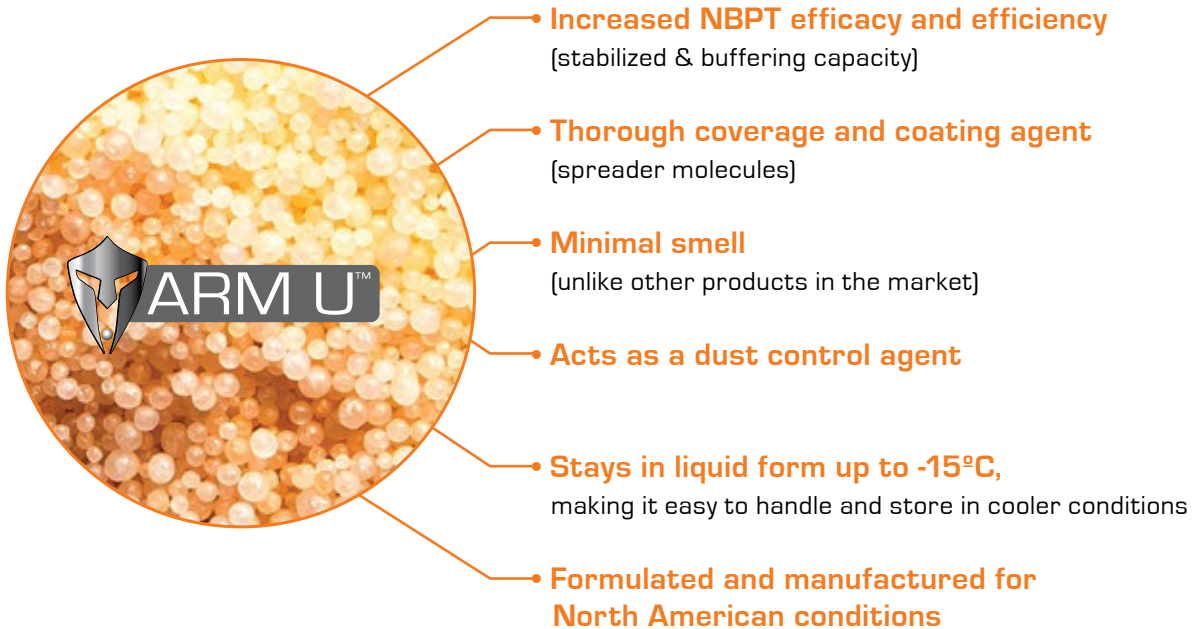 Increased NBPT efficacy and efficiency
(stabilized & buffering capacity)
Thorough coverage and coating agent
(spreader molecules)
Minimal smell
(unlike other products in the market)
ARM U™
Acts as a dust control agent
Stays in liquid form up to -15ºC,
making it easy to handle and store in cooler conditions
Formulated and manufactured for
North American conditions